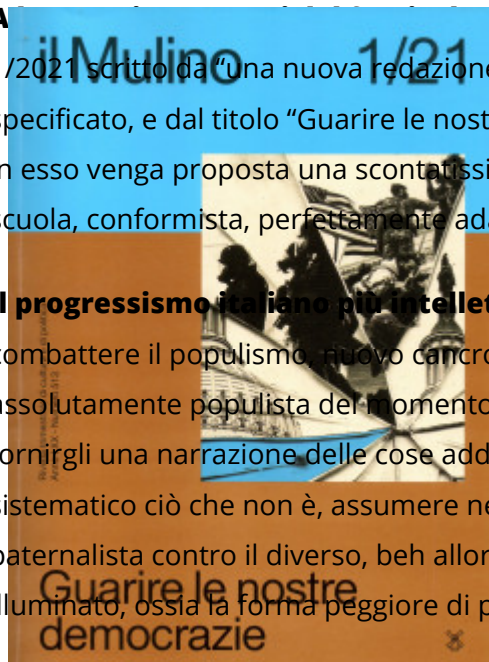 il Mulino 1/21
/2021 scritto da “una nuova redazione
specificato, e dal titolo “Guarire le nost
n esso venga proposta una scontatissi
scuola, conformista, perfettamente ada
l progressismo italiano più intellet
combattere il populismo, nuovo cancro
assolutamente populista del momento
ornirgli una narrazione delle cose add
sistematico ciò che non è, assumere ne
paternalista contro il diverso, beh allor
lluminato, ossia la forma peggiore di p
Guarire le nostre
democrazie